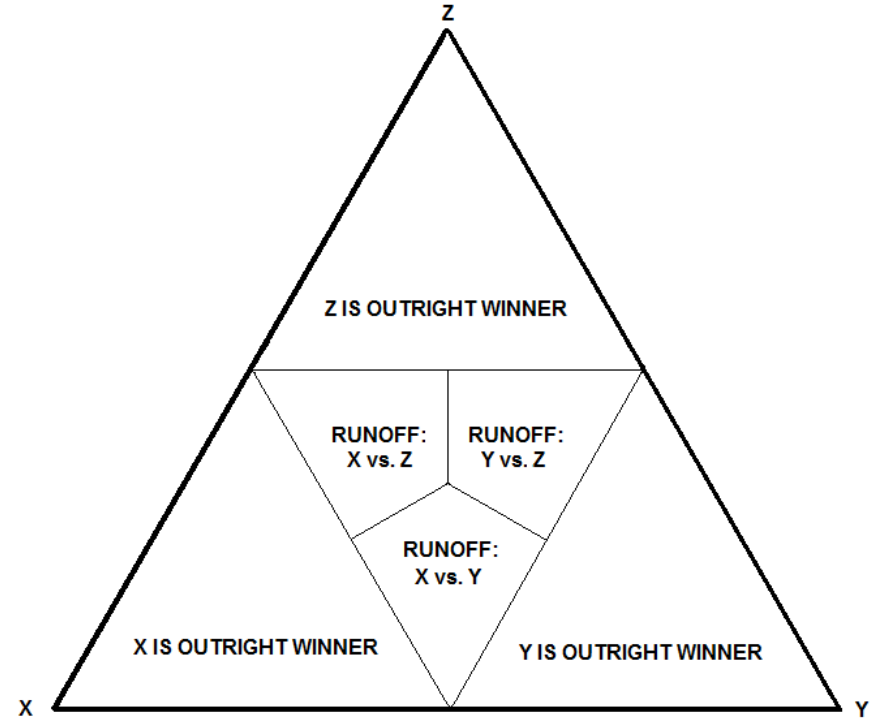 Z
Z IS OUTRIGHT WINNER
RUNOFF:
X vs. Z
RUNOFF:
Y vs. Z
RUNOFF:
X vs. Y
X IS OUTRIGHT WINNER
Y IS OUTRIGHT WINNER
X
Y